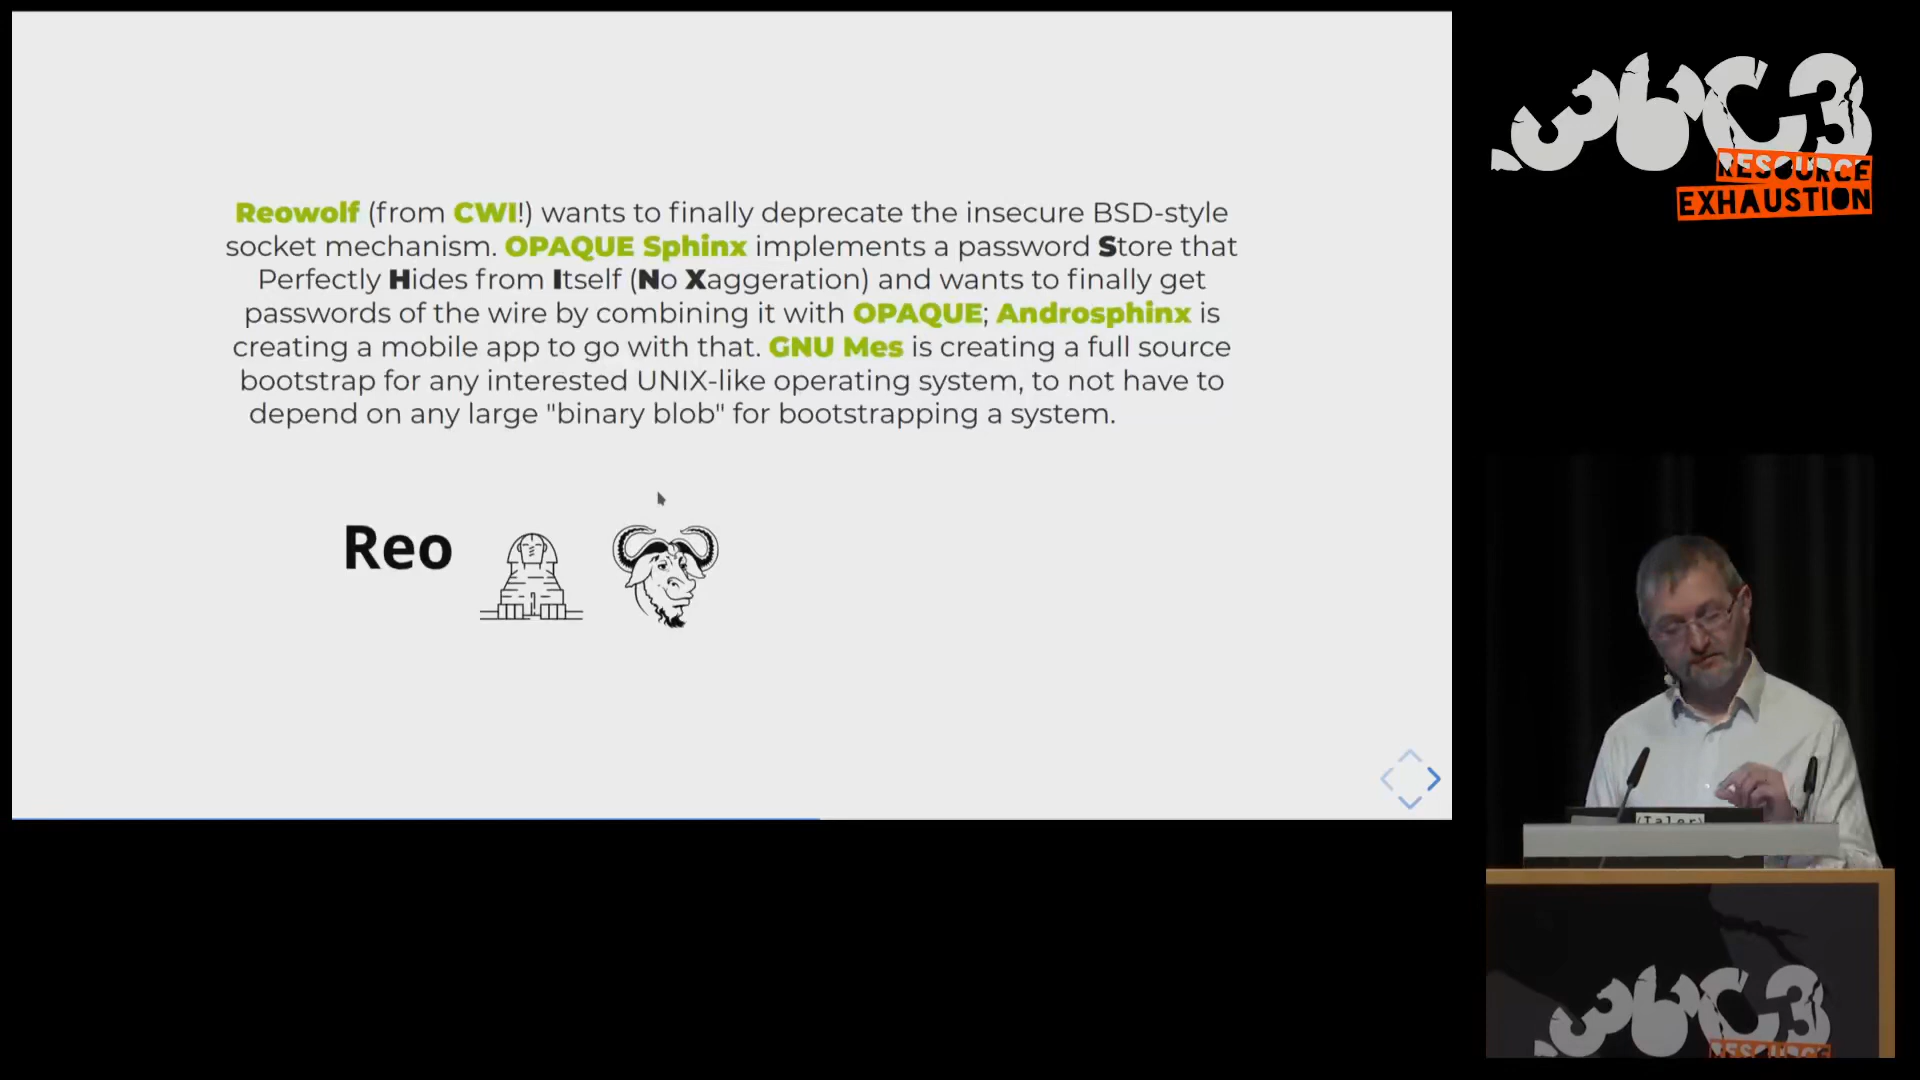 Reowolf (from CWI!) wants to finally deprecate the insecure BSD-style
socket mechanism. OPAQUE Sphinx implements a password Store that
Perfectly Hides from Itself (No Xaggeration) and wants to finally get
passwords of the wire by combining it with OPAQUE; Androsphinx is
creating a mobile app to go with that. GNU Mes is creating a full source
bootstrap for any interested UNIX-like operating system, to not have to
depend on any large "binary blob" for bootstrapping a system.
Reo
36C3
RESOURCE
EXHAUSTION
(Taler)
36C3
RESOURCE